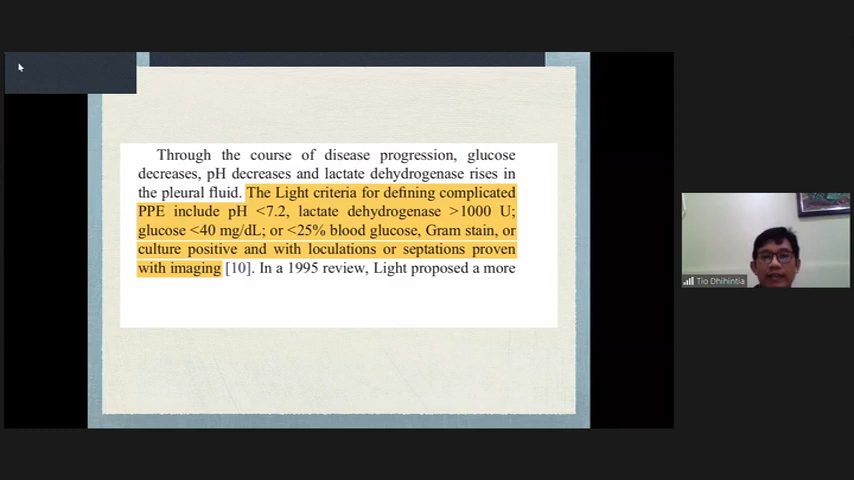 Through the course of disease progression, glucose
decreases, pH decreases and lactate dehydrogenase rises in
the pleural fluid. The Light criteria for defining complicated
PPE include pH <7.2, lactate dehydrogenase >1000 U;
glucose <40 mg/dL; or <25% blood glucose, Gram stain, or
culture positive and with loculations or septations proven
with imaging [10]. In a 1995 review, Light proposed a more
Tio Dhihintia